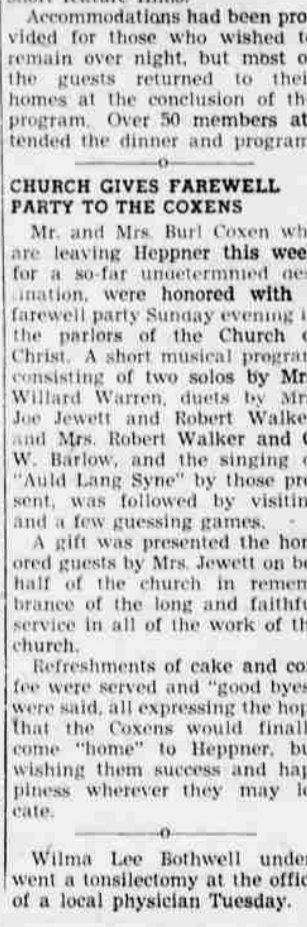 Accommodations had been pro
vided for those who wished t
remain over night, but most o
the guests returned to thei
homes at the conclusion of th
program. Over 50 members at
tended the dinner and program
o
CHURCH GIVES FAREWELL
PARTY TO THE COXENS
Mr. and Mrs. Burl Coxen wh
are leaving Heppner this wee
for a so-far undetermnied des
ination, were honored with
farewell party Sunday evening i
the parlors of the Church o
Christ. A short musical program
consisting of two solos by Mr
Willard Warren, duets by Mr
Joe Jewett and Robert Walke
and Mrs. Robert Walker and C
W. Barlow, and the singing o
"Auld Lang Syne" by those pre
sent, was followed by visitin
and a few guessing games.
A gift was presented the hon
ored guests by Mrs. Jewett on be
half of the church in remem
brance of the long and faithfu
service in all of the work of th
church.
Refreshments of cake and cof
fee were served and "good byes
were said, all expressing the hop
that the Coxens would finall
come "home" to Heppner, bu
wishing them success and hap
piness wherever they may lo
cate.
o
Wilma Lee Bothwell under
went a tonsilectomy at the offic
of a local physician Tuesday.